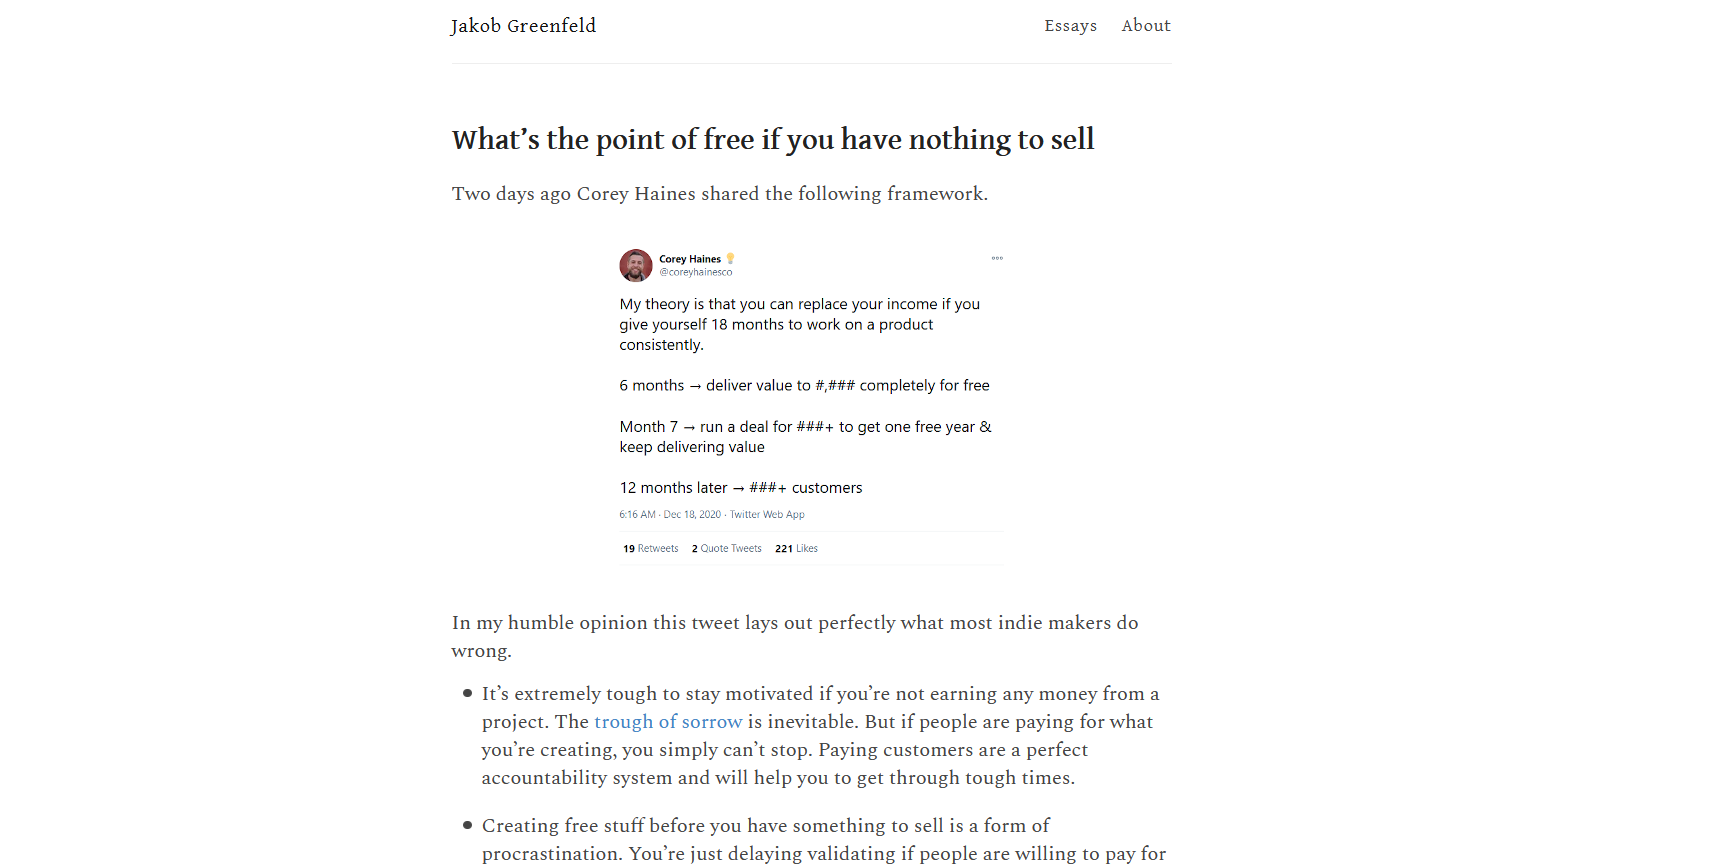 Jakob Greenfeld
Essays About
What’s the point of free if you have nothing to sell
Two days ago Corey Haines shared the following framework.
Corey Haines
@coreyhainesco
My theory is that you can replace your income if you
give yourself 18 months to work on a product
consistently.
6 months → deliver value to #,### completely for free
Month 7 → run a deal for ###+ to get one free year &
keep delivering value
12 months later → ###+ customers
6:16 AM · Dec 18, 2020 · Twitter Web App
19 Retweets 2 Quote Tweets 221 Likes
In my humble opinion this tweet lays out perfectly what most indie makers do
wrong.
It’s extremely tough to stay motivated if you’re not earning any money from a
project. The trough of sorrow is inevitable. But if people are paying for what
you’re creating, you simply can’t stop. Paying customers are a perfect
accountability system and will help you to get through tough times.
Creating free stuff before you have something to sell is a form of
procrastination. You’re just delaying validating if people are willing to pay for